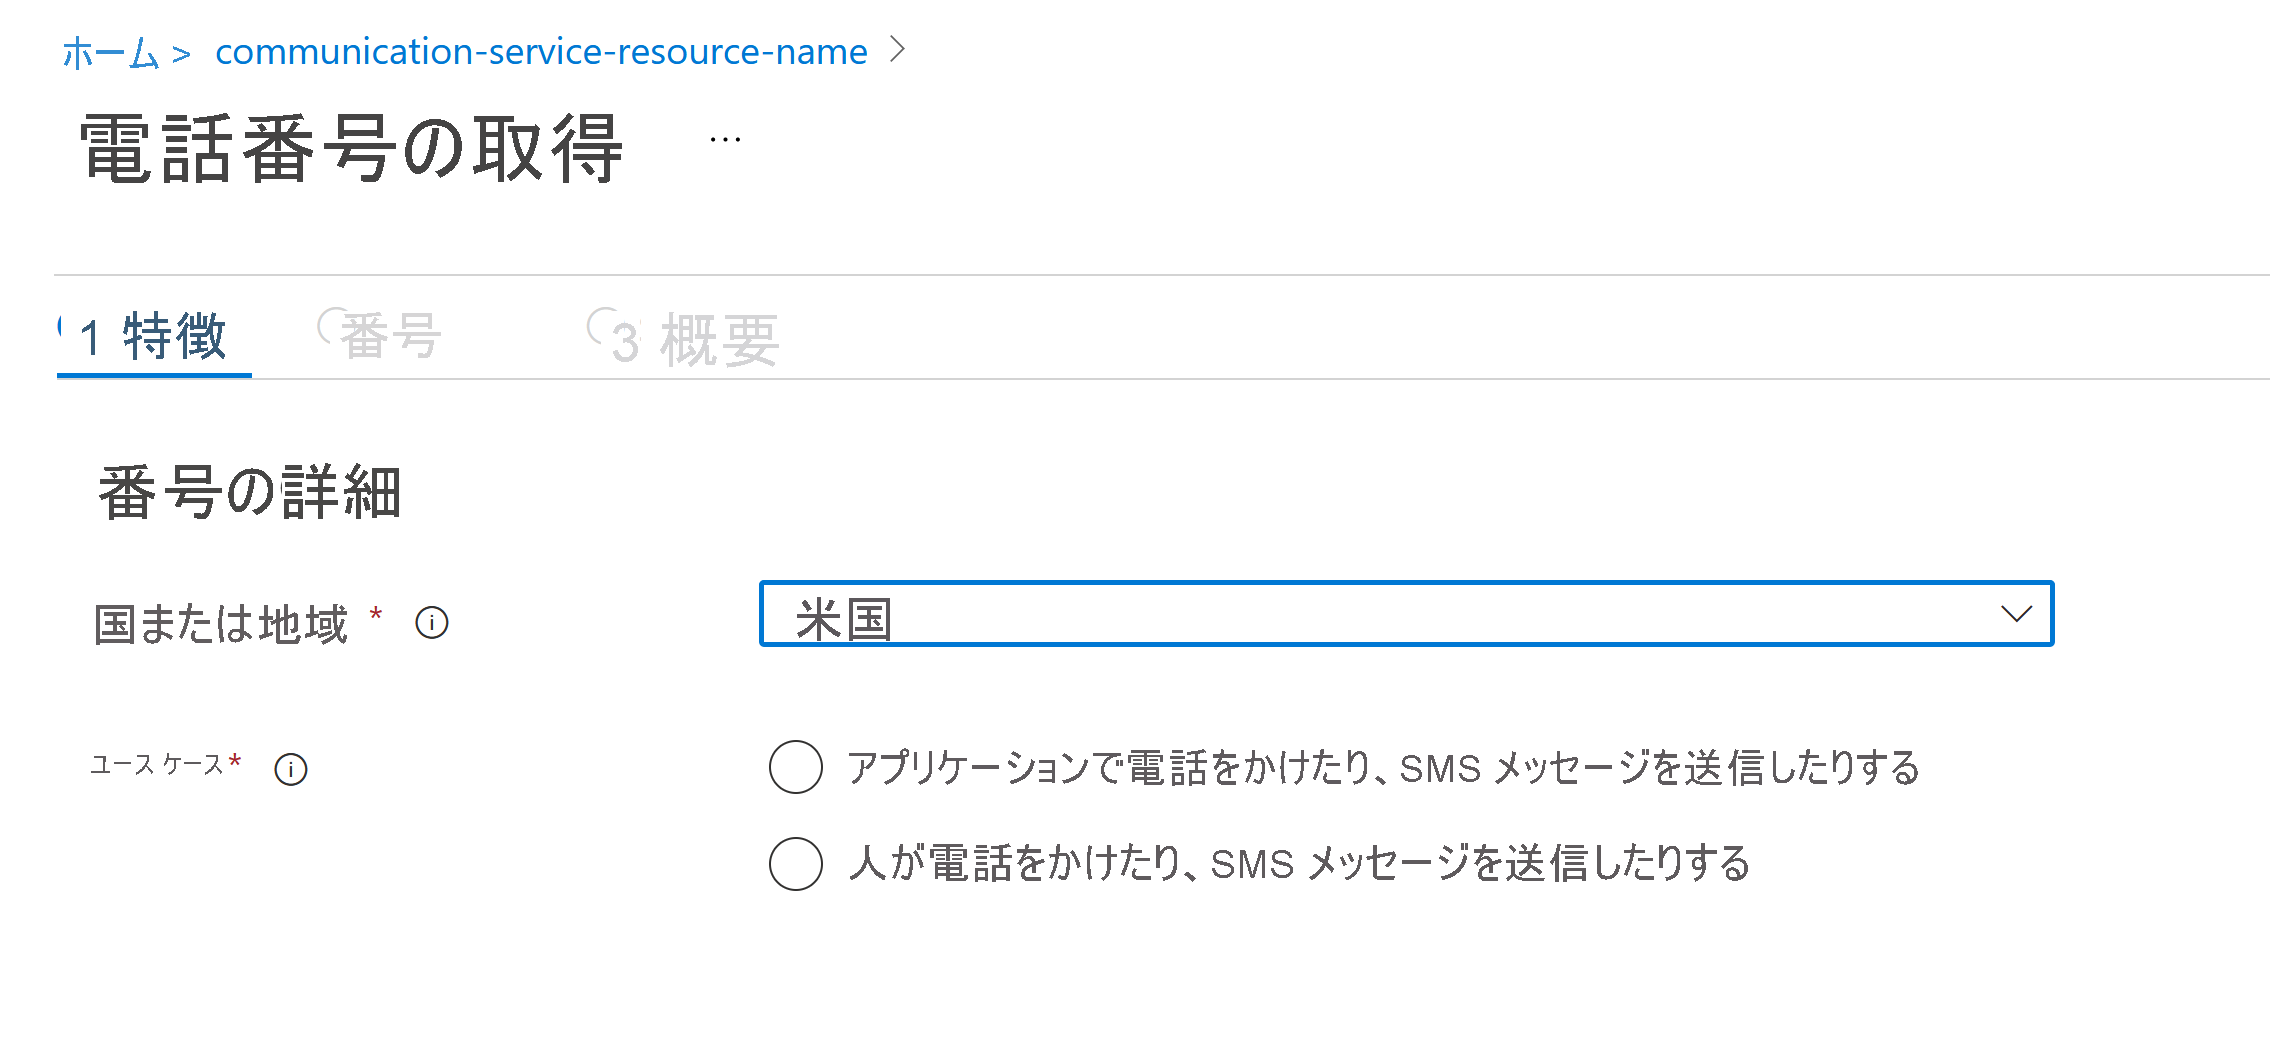 ホーム > communication-service-resource-name >
電話番号の取得 ...
1 特徴 番号 3 概要
番号の詳細
国または地域 * 米国
ユース ケース* アプリケーションで電話をかけたり、SMS メッセージを送信したりする
人が電話をかけたり、SMS メッセージを送信したりする